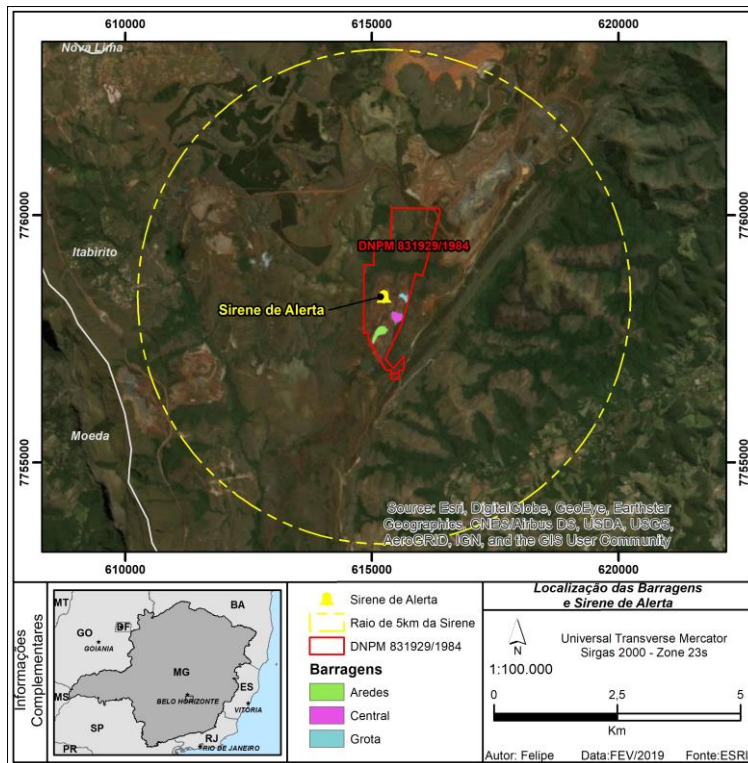 610000
615000
620000
Nova Lima
7760000
7760000
DNPM 831929/1984
Itabirito
Sirene de Alerta
Moeda
7755000
7755000
Source: Esri, DigitalGlobe, GeoEye, Earthstar
Geographics, CNES/Airbus DS, USDA, USGS,
AeroGRID, IGN, and the GIS User Community
610000
615000
620000
Informações
Complementares
MT
BA
GO
DF
GOIANIA
MG
MS
BELO HORIZONTE
ES
VITORIA
SP
RJ
RIO DE JANEIRO
PR
Sirene de Alerta
Raio de 5km da Sirene
DNPM 831929/1984
Barragens
Aredes
Central
Grota
Localização das Barragens
e Sirene de Alerta
N
Universal Transverse Mercator
Sirgas 2000 - Zone 23s
1:100.000
0
2,5
5
Km
Autor: Felipe
Data:FEV/2019
Fonte:ESRI